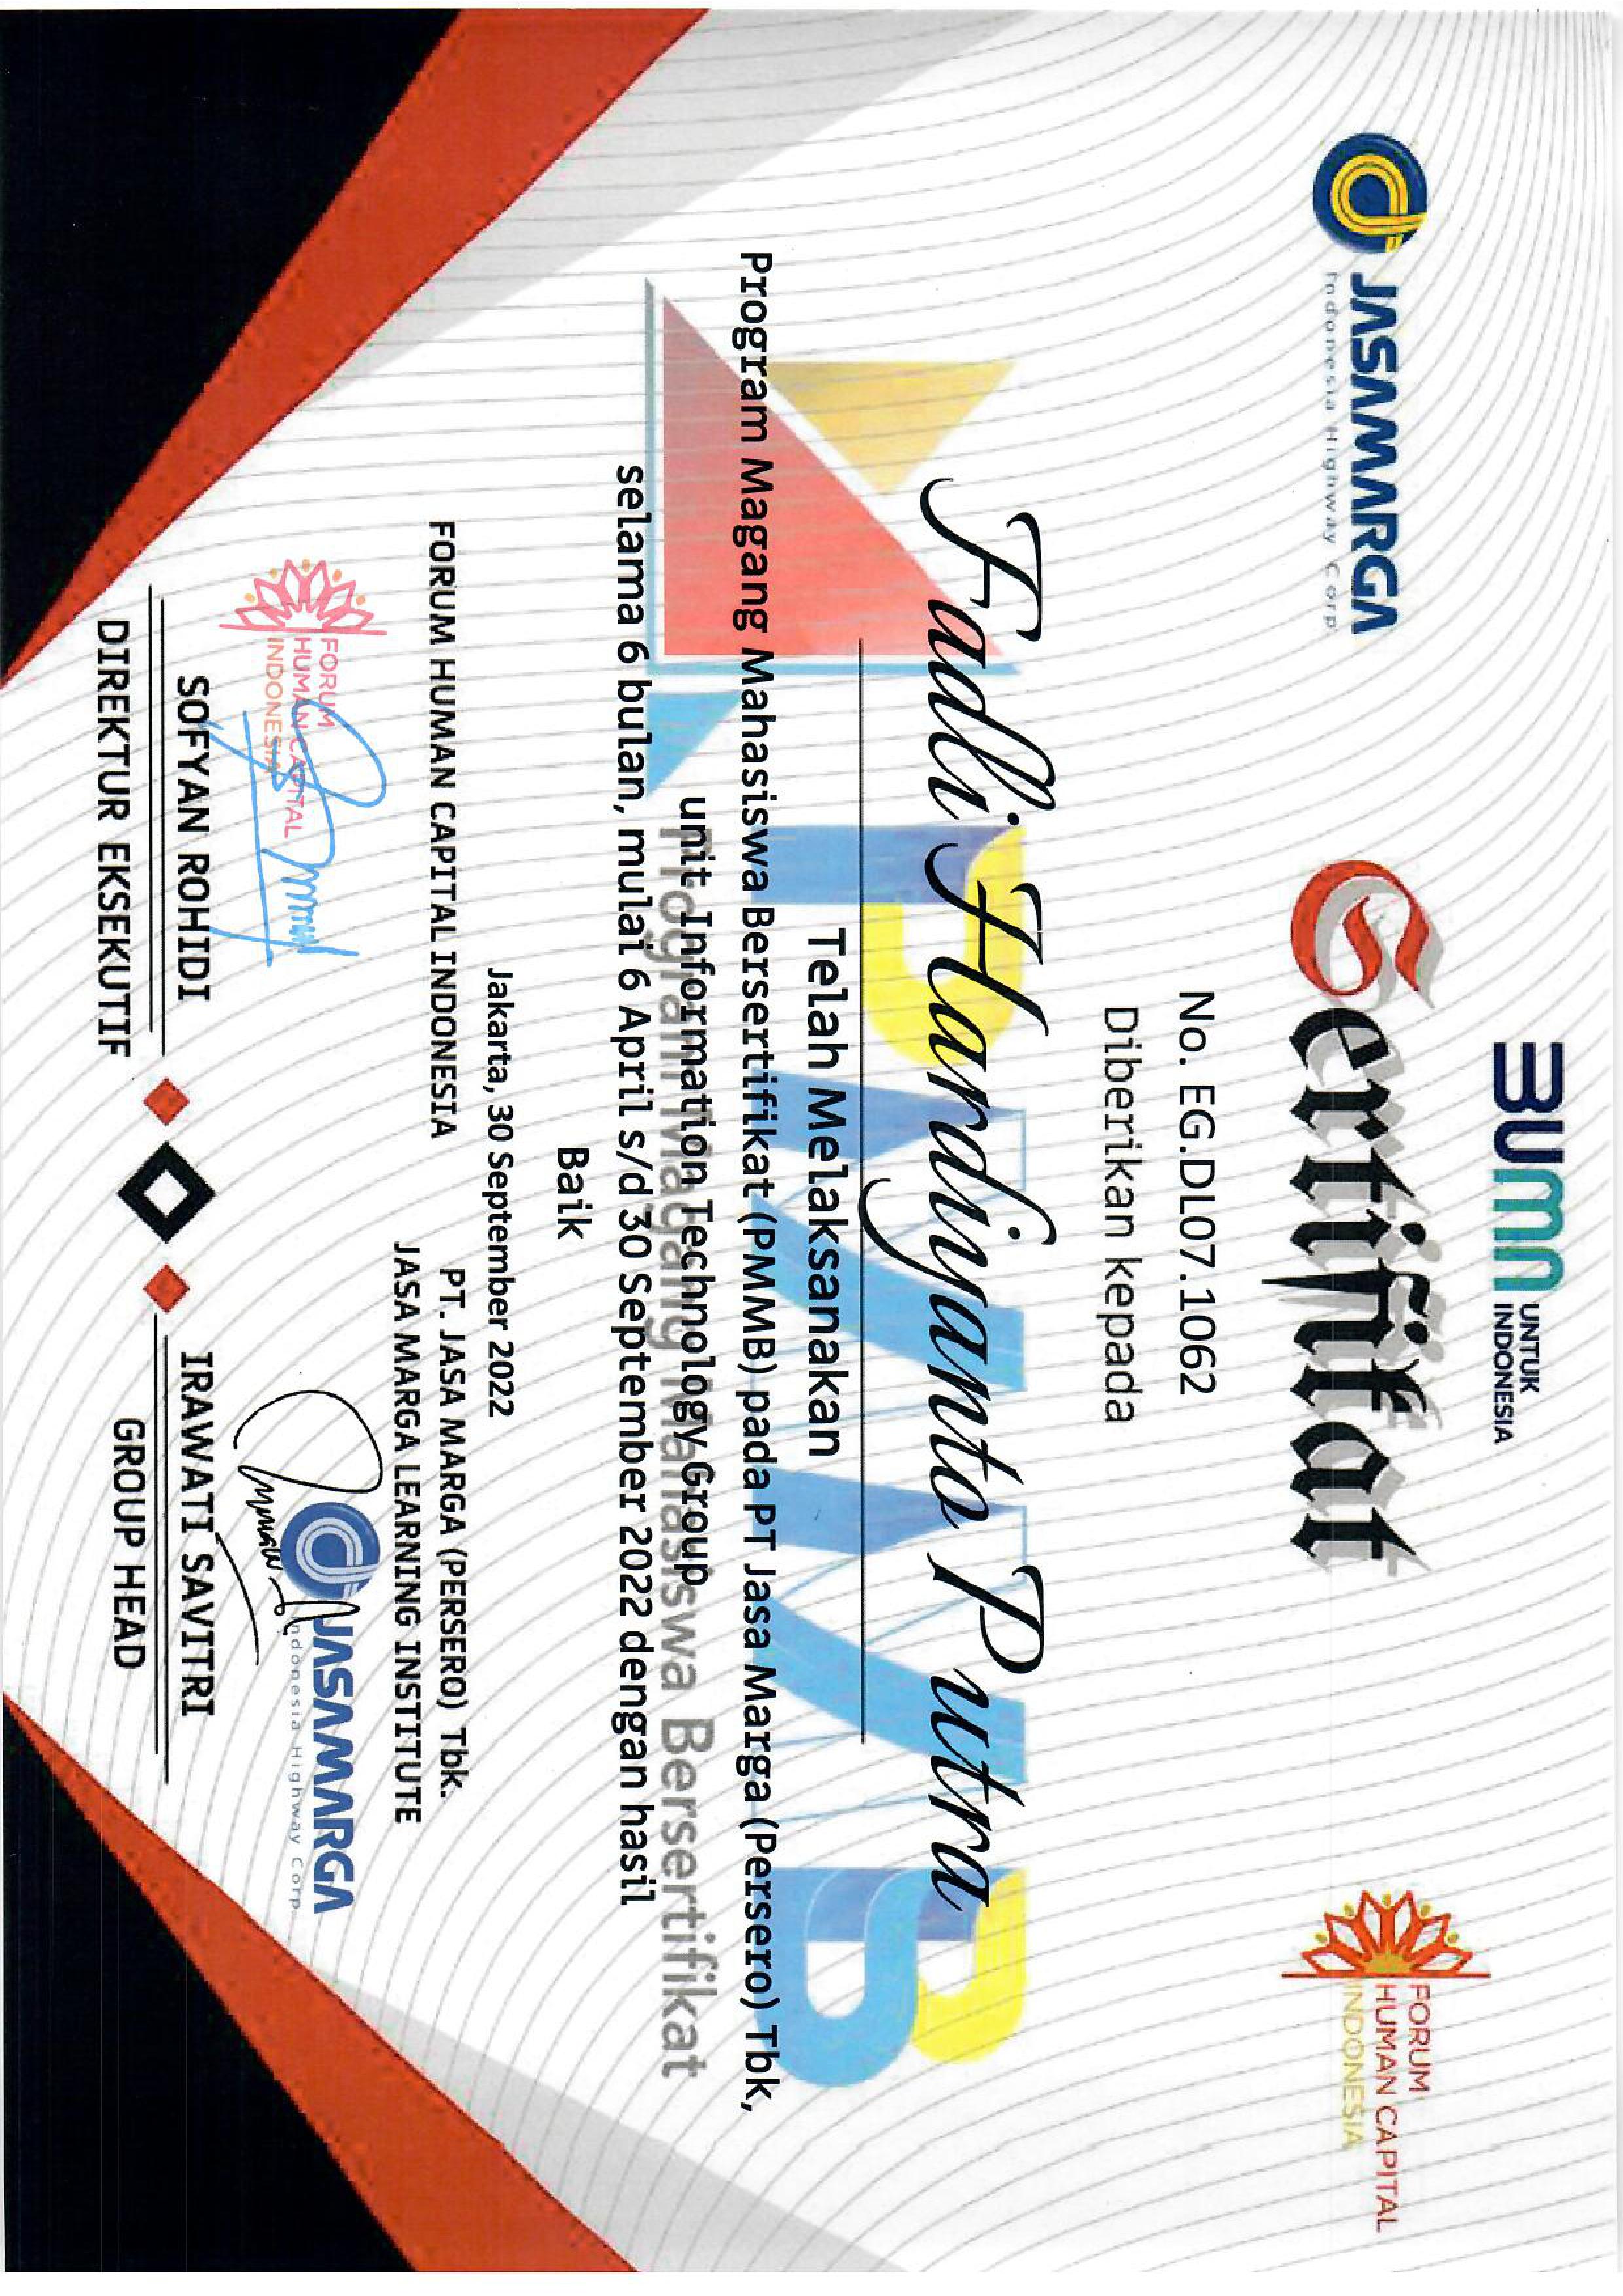 JASAMARGA
Indonesia Highway Corp
BUMN
UNTUK
INDONESIA
FORUM
HUMAN CAPITAL
INDONESIA
Sertifikat
No. EG.DL07.1062
Diberikan kepada
Fadli Hardiyanto Putra
Telah Melaksanakan
Program Magang Mahasiswa Bersertifikat (PMMB) pada PT Jasa Marga (Persero) Tbk,
unit Information Technology Group
Program Magang Mahasiswa Bersertifikat
selama 6 bulan, mulai 6 April s/d 30 September 2022 dengan hasil
Baik
Jakarta, 30 September 2022
FORUM HUMAN CAPITAL INDONESIA
PT. JASA MARGA (PERSERO) Tbk.
JASA MARGA LEARNING INSTITUTE
FORUM
HUMAN CAPITAL
INDONESIA
JASAMARGA
Indonesia Highway Corp
SOFYAN ROHIDI
DIREKTUR EKSEKUTIF
IRAWATI SAVITRI
GROUP HEAD